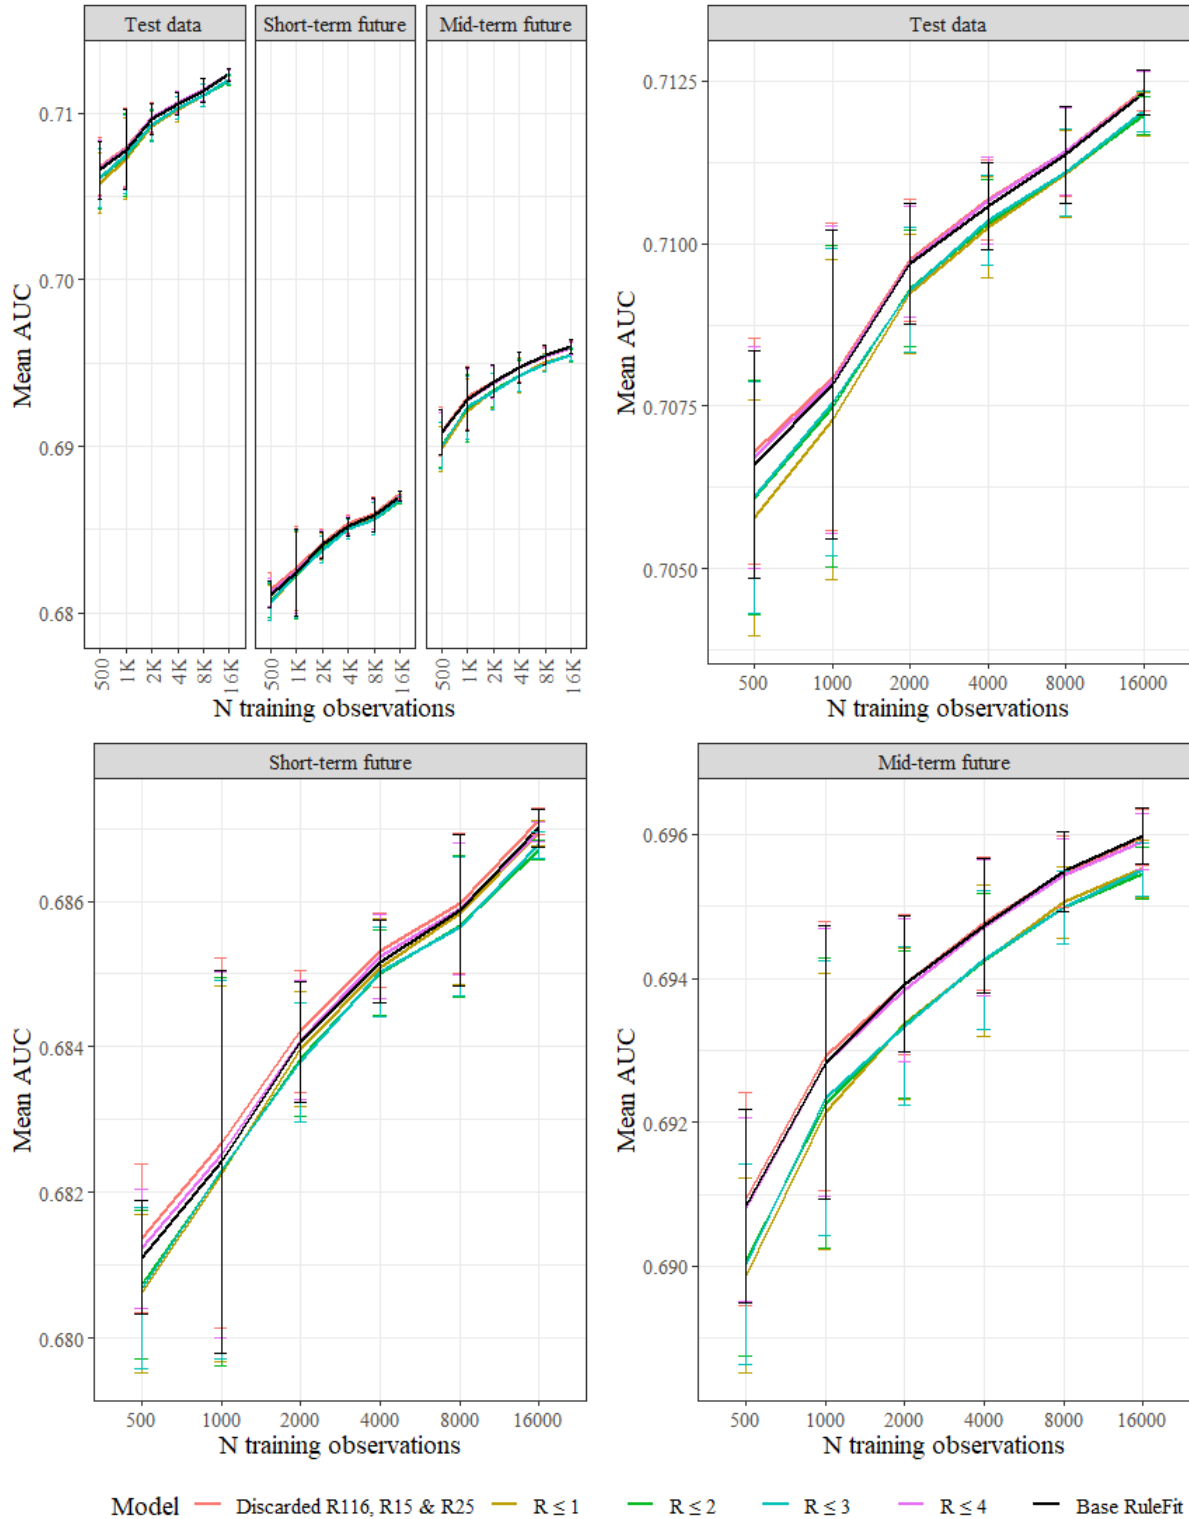 Test data
Short-term future
Mid-term future
Mean AUC
0.71
0.70
0.69
0.68
500
1K
2K
4K
8K
16K
500
1K
2K
4K
8K
16K
500
1K
2K
4K
8K
16K
N training observations
Test data
Mean AUC
0.7125
0.7100
0.7075
0.7050
500
1000
2000
4000
8000
16000
N training observations
Short-term future
Mean AUC
0.686
0.684
0.682
0.680
500
1000
2000
4000
8000
16000
N training observations
Mid-term future
Mean AUC
0.696
0.694
0.692
0.690
500
1000
2000
4000
8000
16000
N training observations
Model
Discarded R116, R15 & R25
R ≤ 1
R ≤ 2
R ≤ 3
R ≤ 4
Base RuleFit